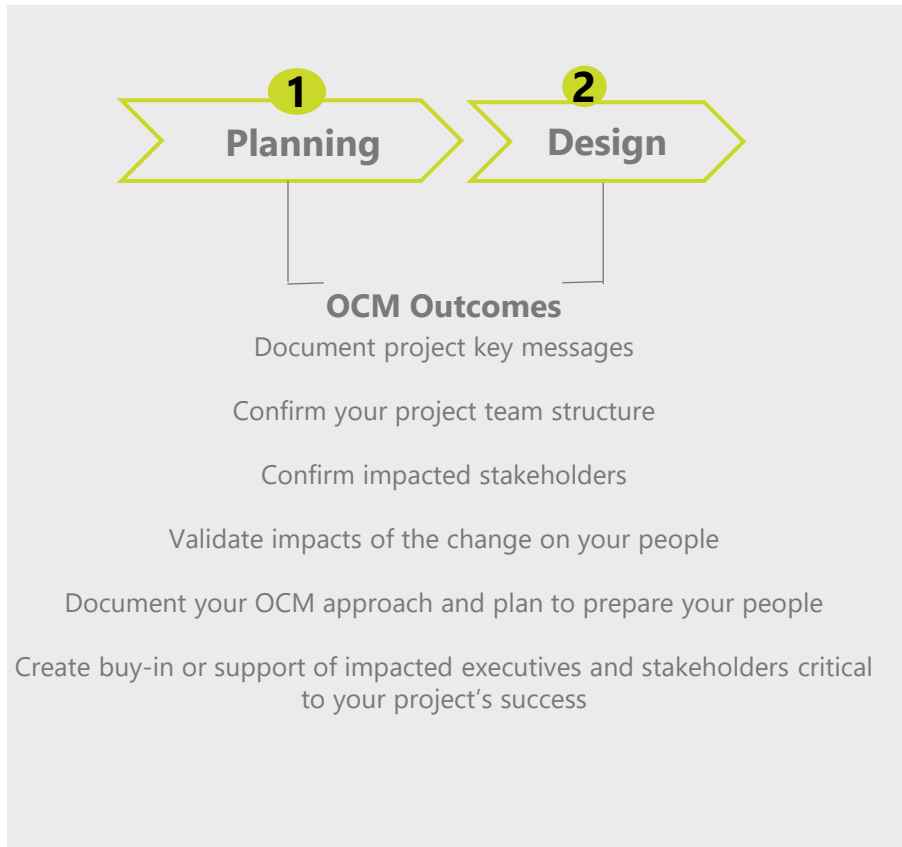 1
2
Planning
Design
OCM Outcomes
Document project key messages
Confirm your project team structure
Confirm impacted stakeholders
Validate impacts of the change on your people
Document your OCM approach and plan to prepare your people
Create buy-in or support of impacted executives and stakeholders critical
to your project’s success